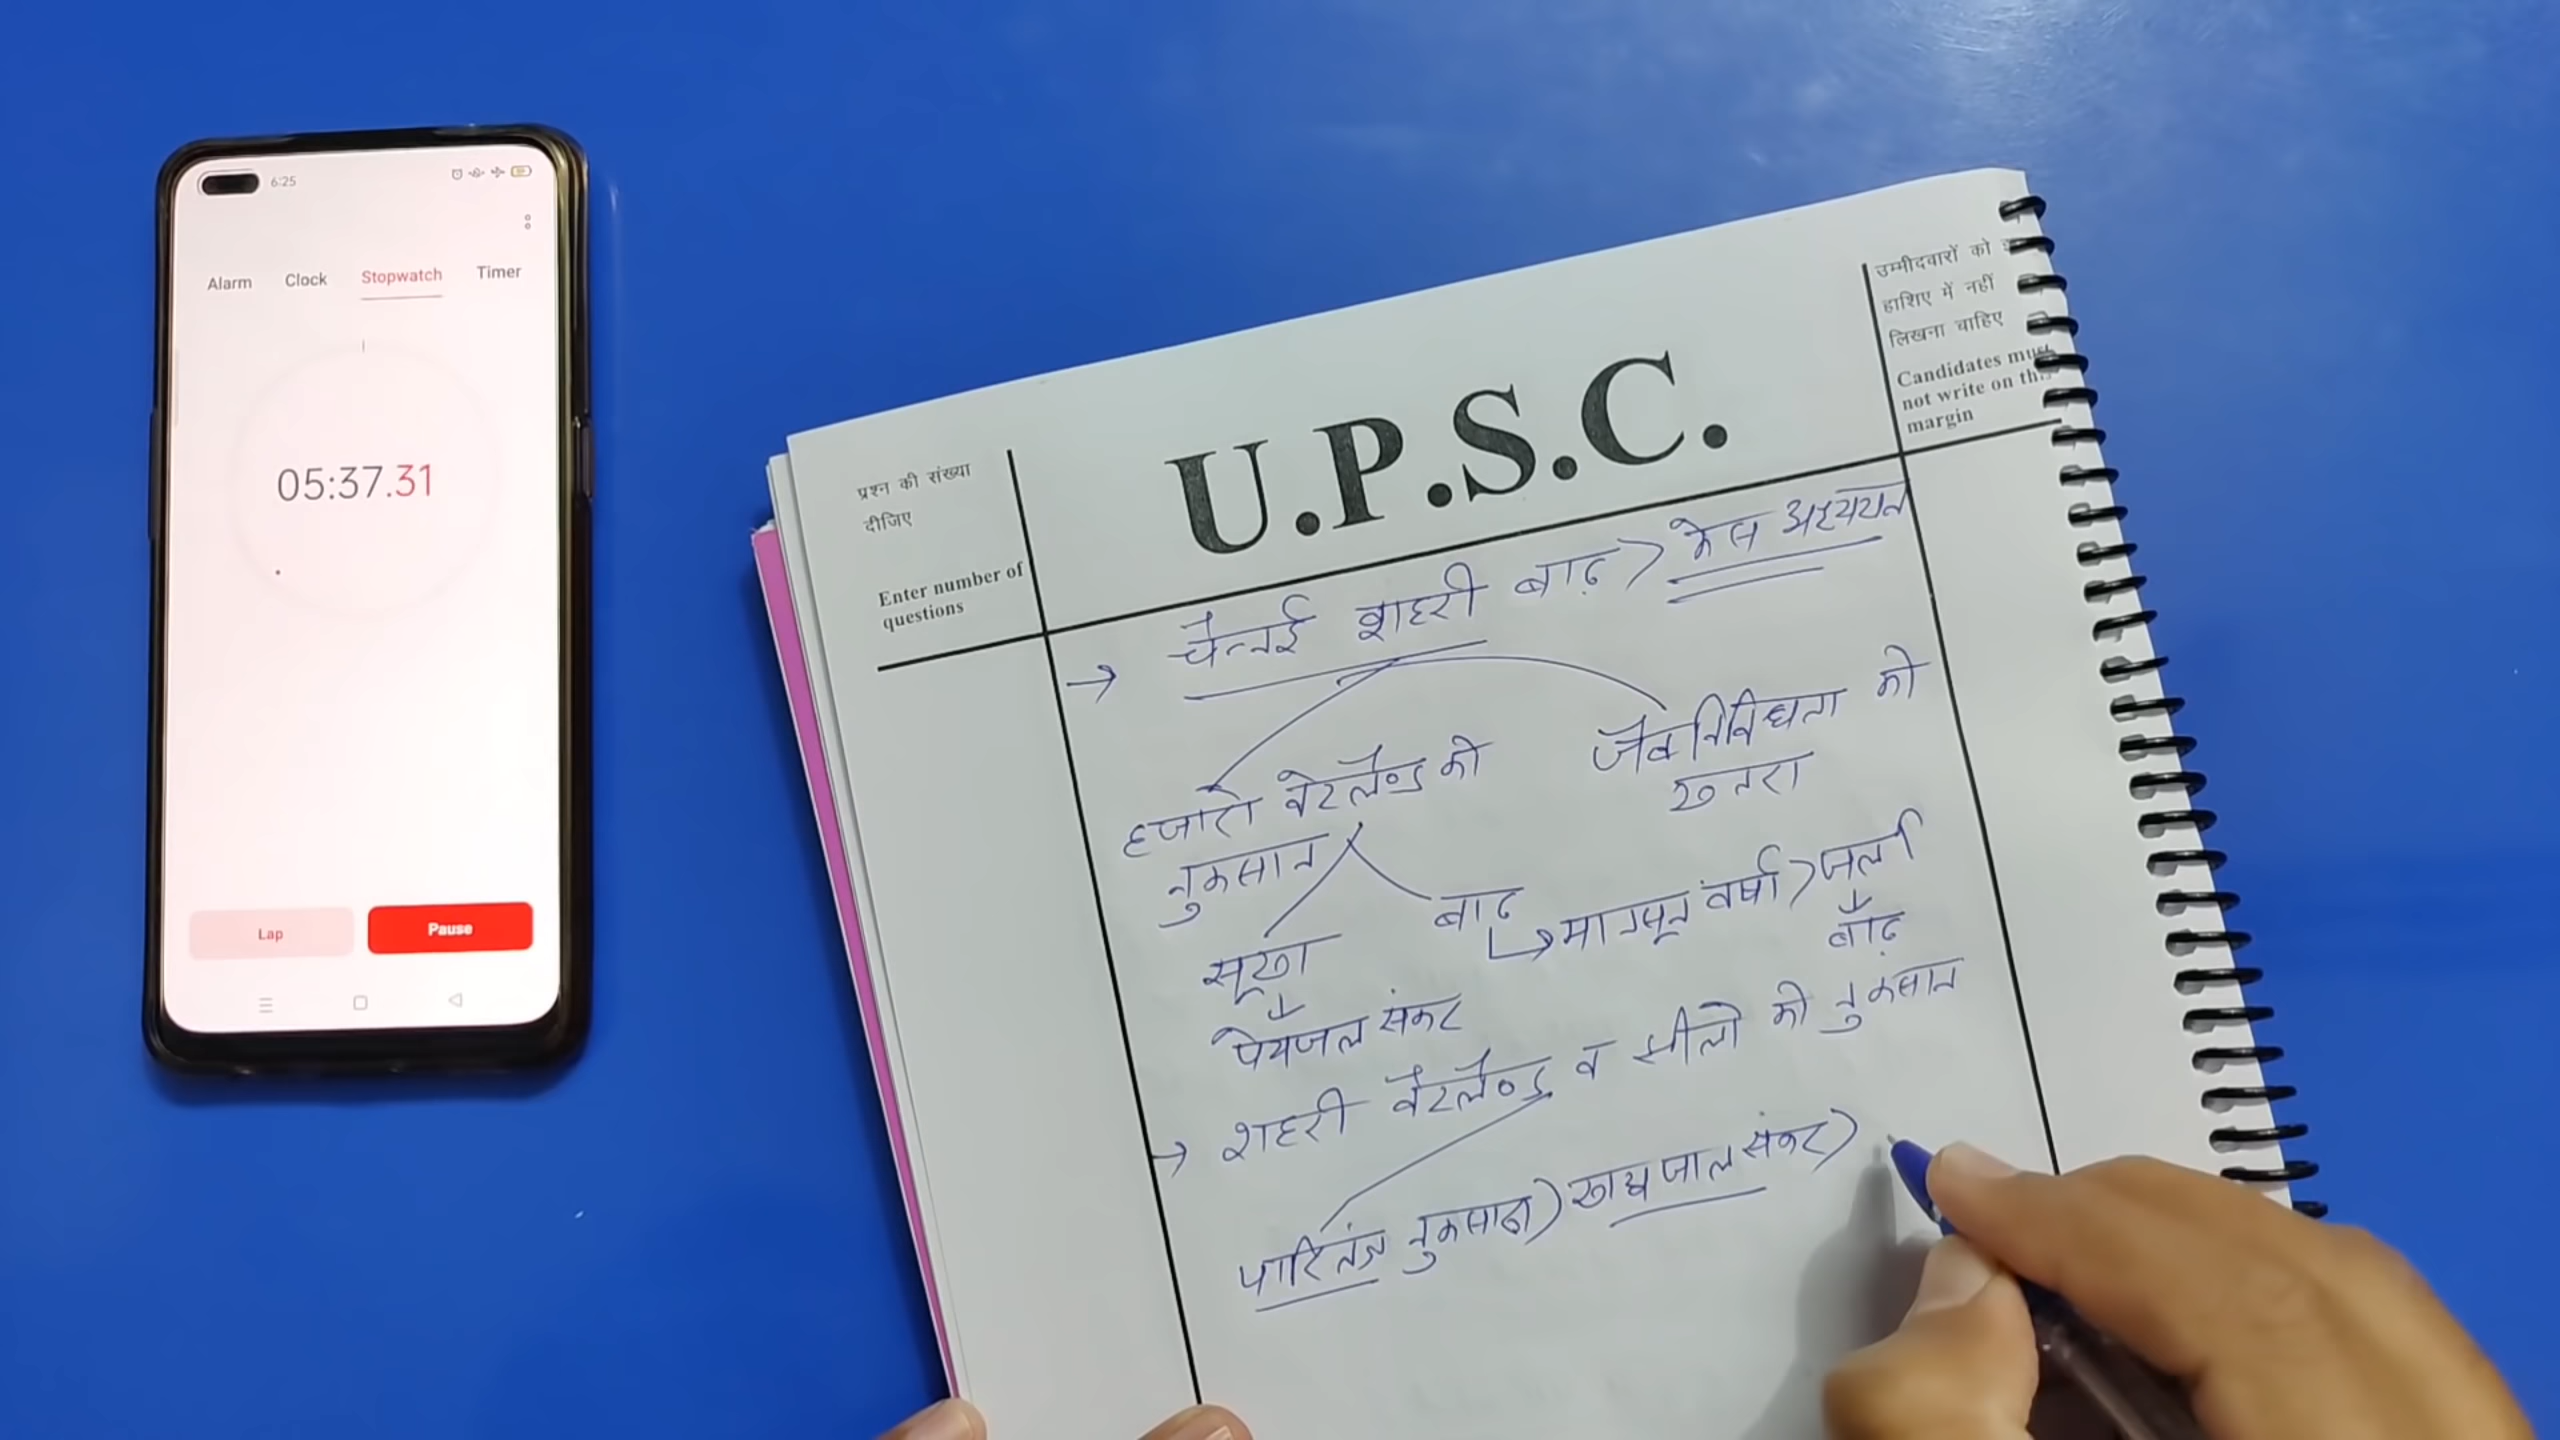 6:25
Alarm Clock Stopwatch Timer
05:37.31
Lap Pause
उम्मीदवारों को
हाशिए में नहीं
लिखना चाहिए
Candidates must
not write on this
margin
U.P.S.C.
प्रश्न की संख्या
दीजिए
Enter number of
questions
→ चेन्नई शहरी बाढ़ > केस अध्ययन
हजारो वेटलैण्ड को
नुकसान
जैव विविधता को
खतरा
सूखा
↓
पेयजल संकट
बाढ़
↳ मानसून वर्षा > जली
↓
बाँढ़
→ शहरी वेटलैण्ड व झीलो को नुकसान
पारितंत्र नुकसान > खाद्य जाल संकट >